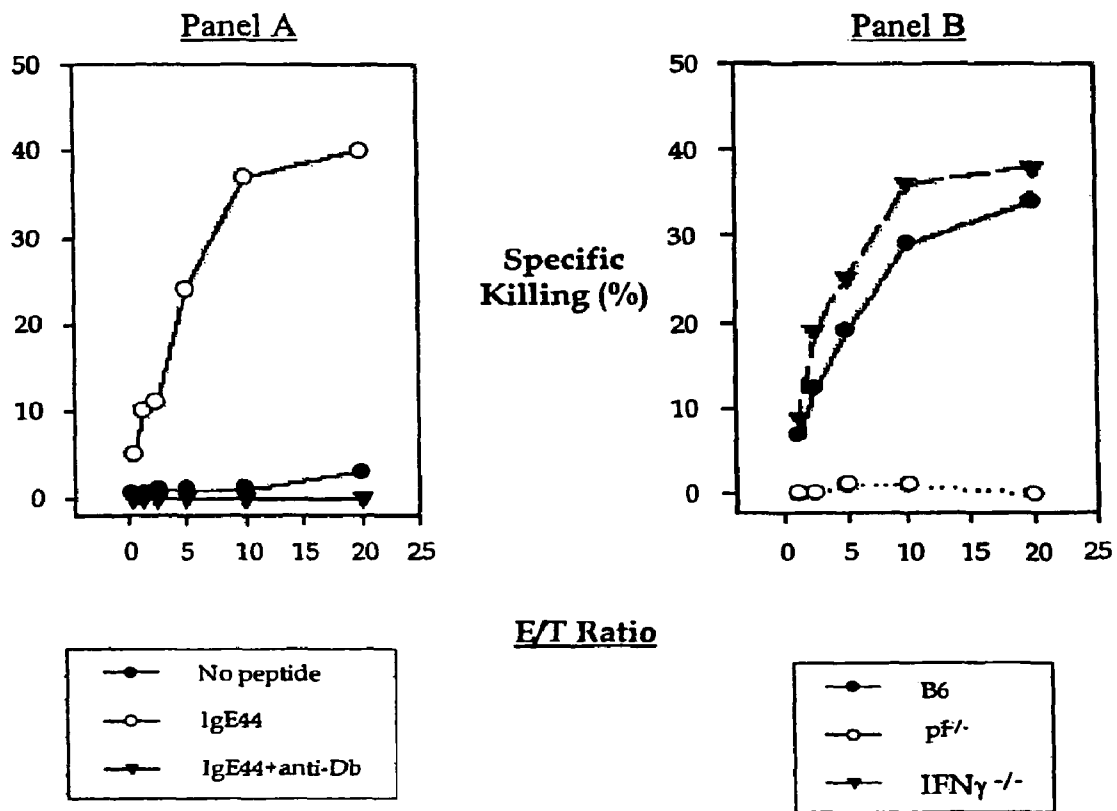 Panel A
50
40
30
20
10
0
0 5 10 15 20 25
Specific
Killing (%)
Panel B
50
40
30
20
10
0
0 5 10 20 25
E/T Ratio
No peptide
IgE44
IgE44+anti-Db
B6
pf-/-
IFNγ -/-